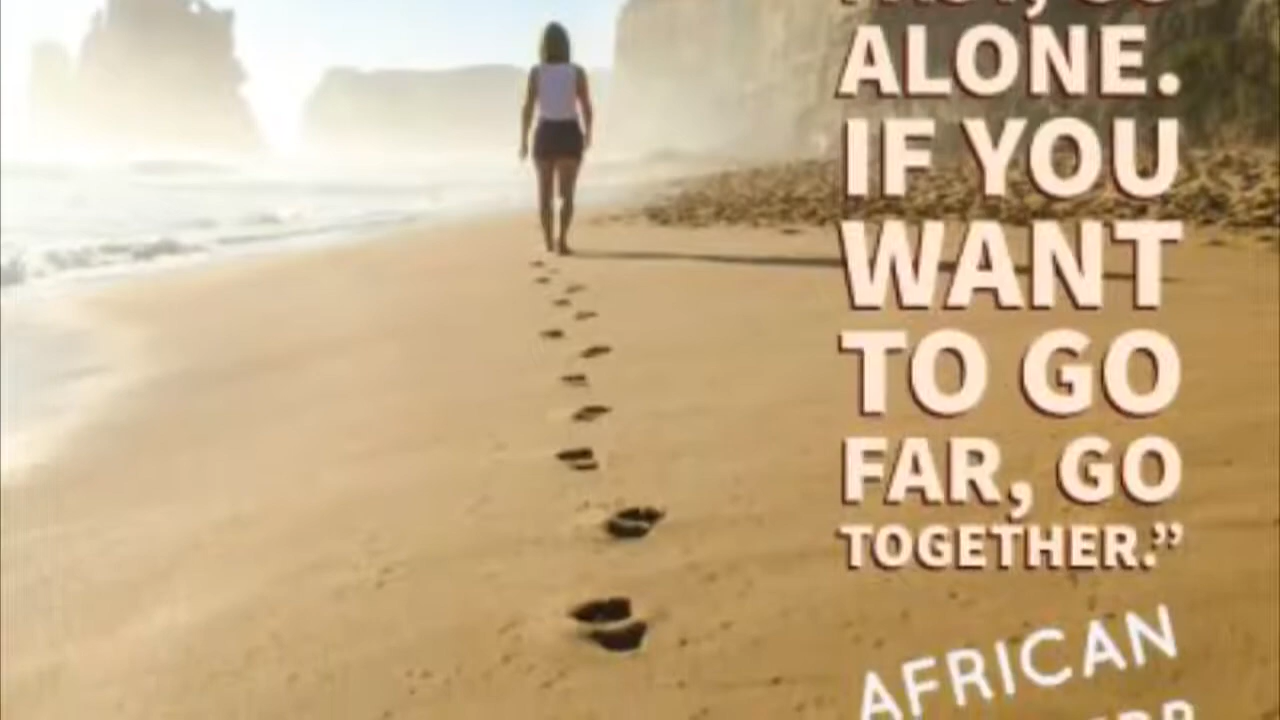 ALONE.
IF YOU
WANT
TO GO
FAR, GO
TOGETHER.”
AFRICAN